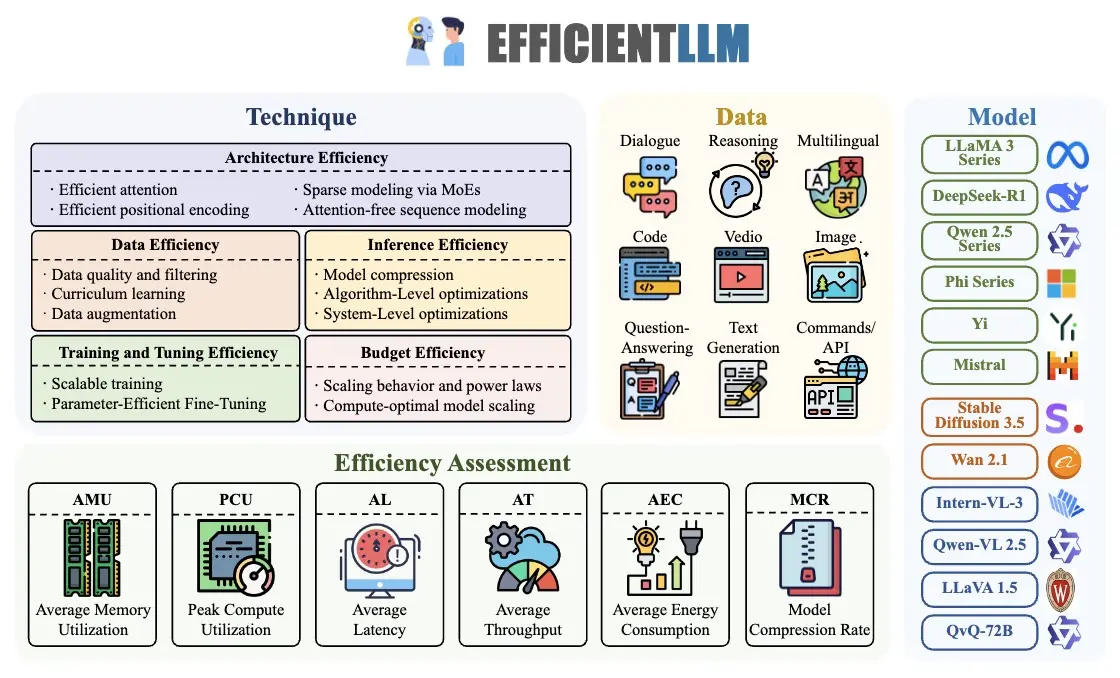 EFFICIENTLLM
Technique
Architecture Efficiency
· Efficient attention
· Efficient positional encoding
· Sparse modeling via MoEs
· Attention-free sequence modeling
Data Efficiency
· Data quality and filtering
· Curriculum learning
· Data augmentation
Inference Efficiency
· Model compression
· Algorithm-Level optimizations
· System-Level optimizations
Training and Tuning Efficiency
· Scalable training
· Parameter-Efficient Fine-Tuning
Budget Efficiency
· Scaling behavior and power laws
· Compute-optimal model scaling
Data
Dialogue
Reasoning
?
Multilingual
A
文
अ
Code
</>
Vedio
Image
Question-
Answering
Q
A
Text
Generation
Commands/
API
API
Model
LLaMA 3
Series
DeepSeek-R1
Qwen 2.5
Series
Phi Series
Yi
Mistral
Stable
Diffusion 3.5
S.
Wan 2.1
Intern-VL-3
Qwen-VL 2.5
LLaVA 1.5
W
QvQ-72B
Efficiency Assessment
AMU
Average Memory
Utilization
PCU
Peak Compute
Utilization
AL
!
Average
Latency
AT
Average
Throughput
AEC
Average Energy
Consumption
MCR
Model
Compression Rate